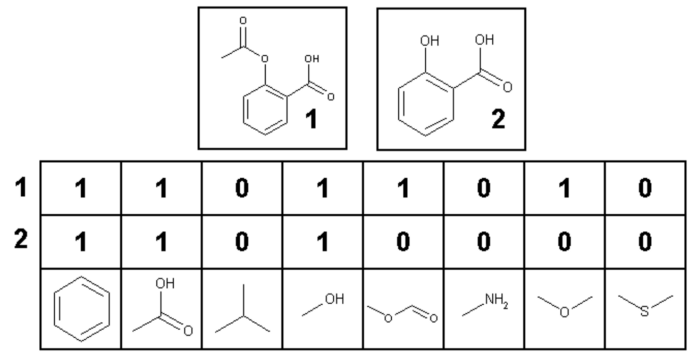 O
O OH
O
1
OH OH
O
2
1 1 1 0 1 1 0 1 0
2 1 1 0 1 0 0 0 0
OH
O
OH
O O
NH₂
O
S